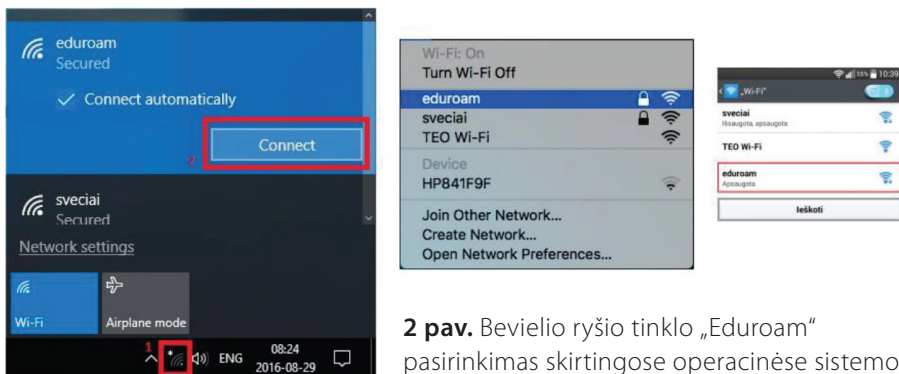 eduroam
Secured
Connect automatically
2
Connect
sveciai
Secured
Network settings
Wi-Fi
Airplane mode
1
ENG
08:24
2016-08-29
Wi-Fi: On
Turn Wi-Fi Off
eduroam
sveciai
TEO Wi-Fi
Device
HP841F9F
Join Other Network...
Create Network...
Open Network Preferences...
55% 10:39
„Wi-Fi“
sveciai
Išsaugota, apsaugota
TEO Wi-Fi
eduroam
Apsaugota
Ieškoti
2 pav. Bevielio ryšio tinklo „Eduroam“
pasirinkimas skirtingose operacinėse sistemo